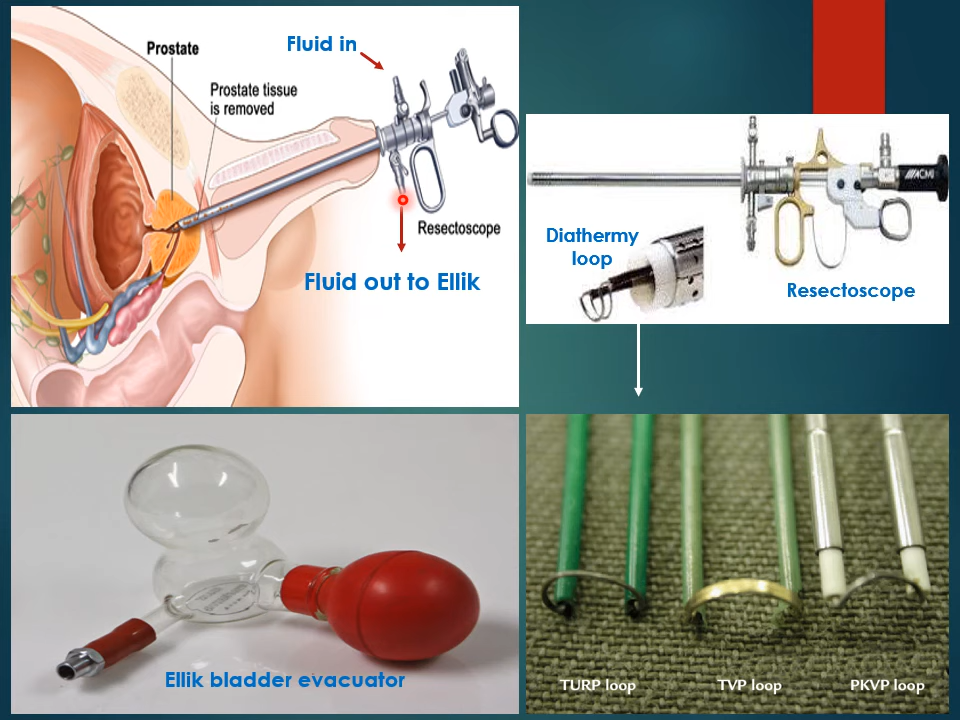 Prostate
Fluid in
Prostate tissue
is removed
Resectoscope
Fluid out to Ellik
ACMI
Diathermy
loop
Resectoscope
Ellik bladder evacuator
TURP loop
TVP loop
PKVP loop